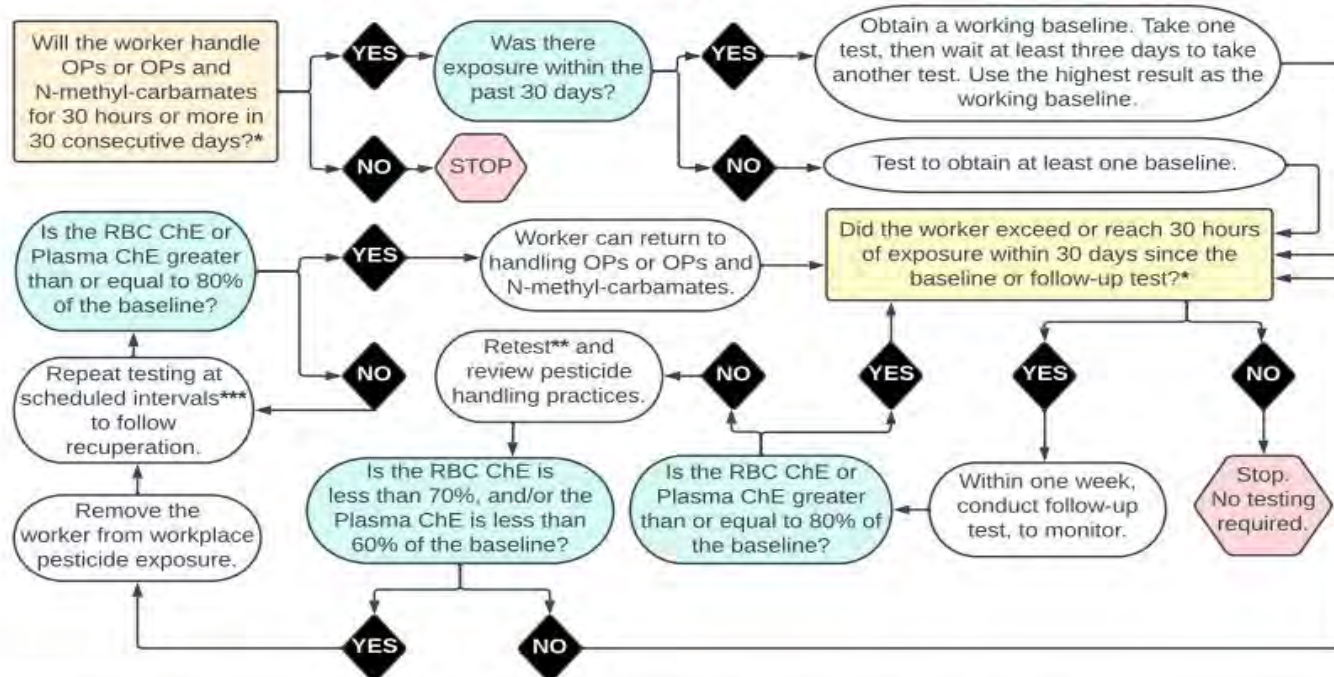 Will the worker handle
OPs or OPs and
N-methyl-carbamates
for 30 hours or more in
30 consecutive days?*
YES
Was there
exposure within the
past 30 days?
YES
Obtain a working baseline. Take one
test, then wait at least three days to take
another test. Use the highest result as the
working baseline.
NO
STOP
NO
Test to obtain at least one baseline.
Is the RBC ChE or
Plasma ChE greater
than or equal to 80%
of the baseline?
YES
Worker can return to
handling OPs or OPs and
N-methyl-carbamates.
Did the worker exceed or reach 30 hours
of exposure within 30 days since the
baseline or follow-up test?*
NO
Repeat testing at
scheduled intervals***
to follow
recuperation.
Retest** and
review pesticide
handling practices.
NO
YES
YES
NO
Remove the
worker from workplace
pesticide exposure.
Is the RBC ChE is
less than 70%, and/or the
Plasma ChE is less than
60% of the baseline?
Is the RBC ChE or
Plasma ChE greater
than or equal to 80% of
the baseline?
Within one week,
conduct follow-up
test, to monitor.
Stop.
No testing
required.
YES
NO